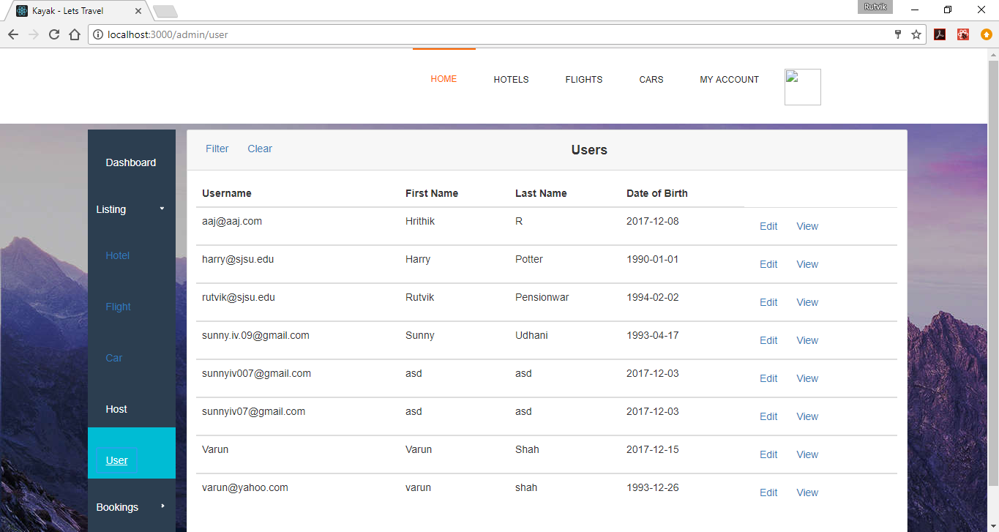 Kayak - Lets Travel
Rutvik
localhost:3000/admin/user
HOME HOTELS FLIGHTS CARS MY ACCOUNT
Dashboard
Listing
Hotel
Flight
Car
Host
User
Bookings
Filter Clear Users
Username First Name Last Name Date of Birth
aaj@aaj.com Hrithik R 2017-12-08 Edit View
harry@sjsu.edu Harry Potter 1990-01-01 Edit View
rutvik@sjsu.edu Rutvik Pensionwar 1994-02-02 Edit View
sunny.iv.09@gmail.com Sunny Udhani 1993-04-17 Edit View
sunnyiv007@gmail.com asd asd 2017-12-03 Edit View
sunnyiv07@gmail.com asd asd 2017-12-03 Edit View
Varun Varun Shah 2017-12-15 Edit View
varun@yahoo.com varun shah 1993-12-26 Edit View